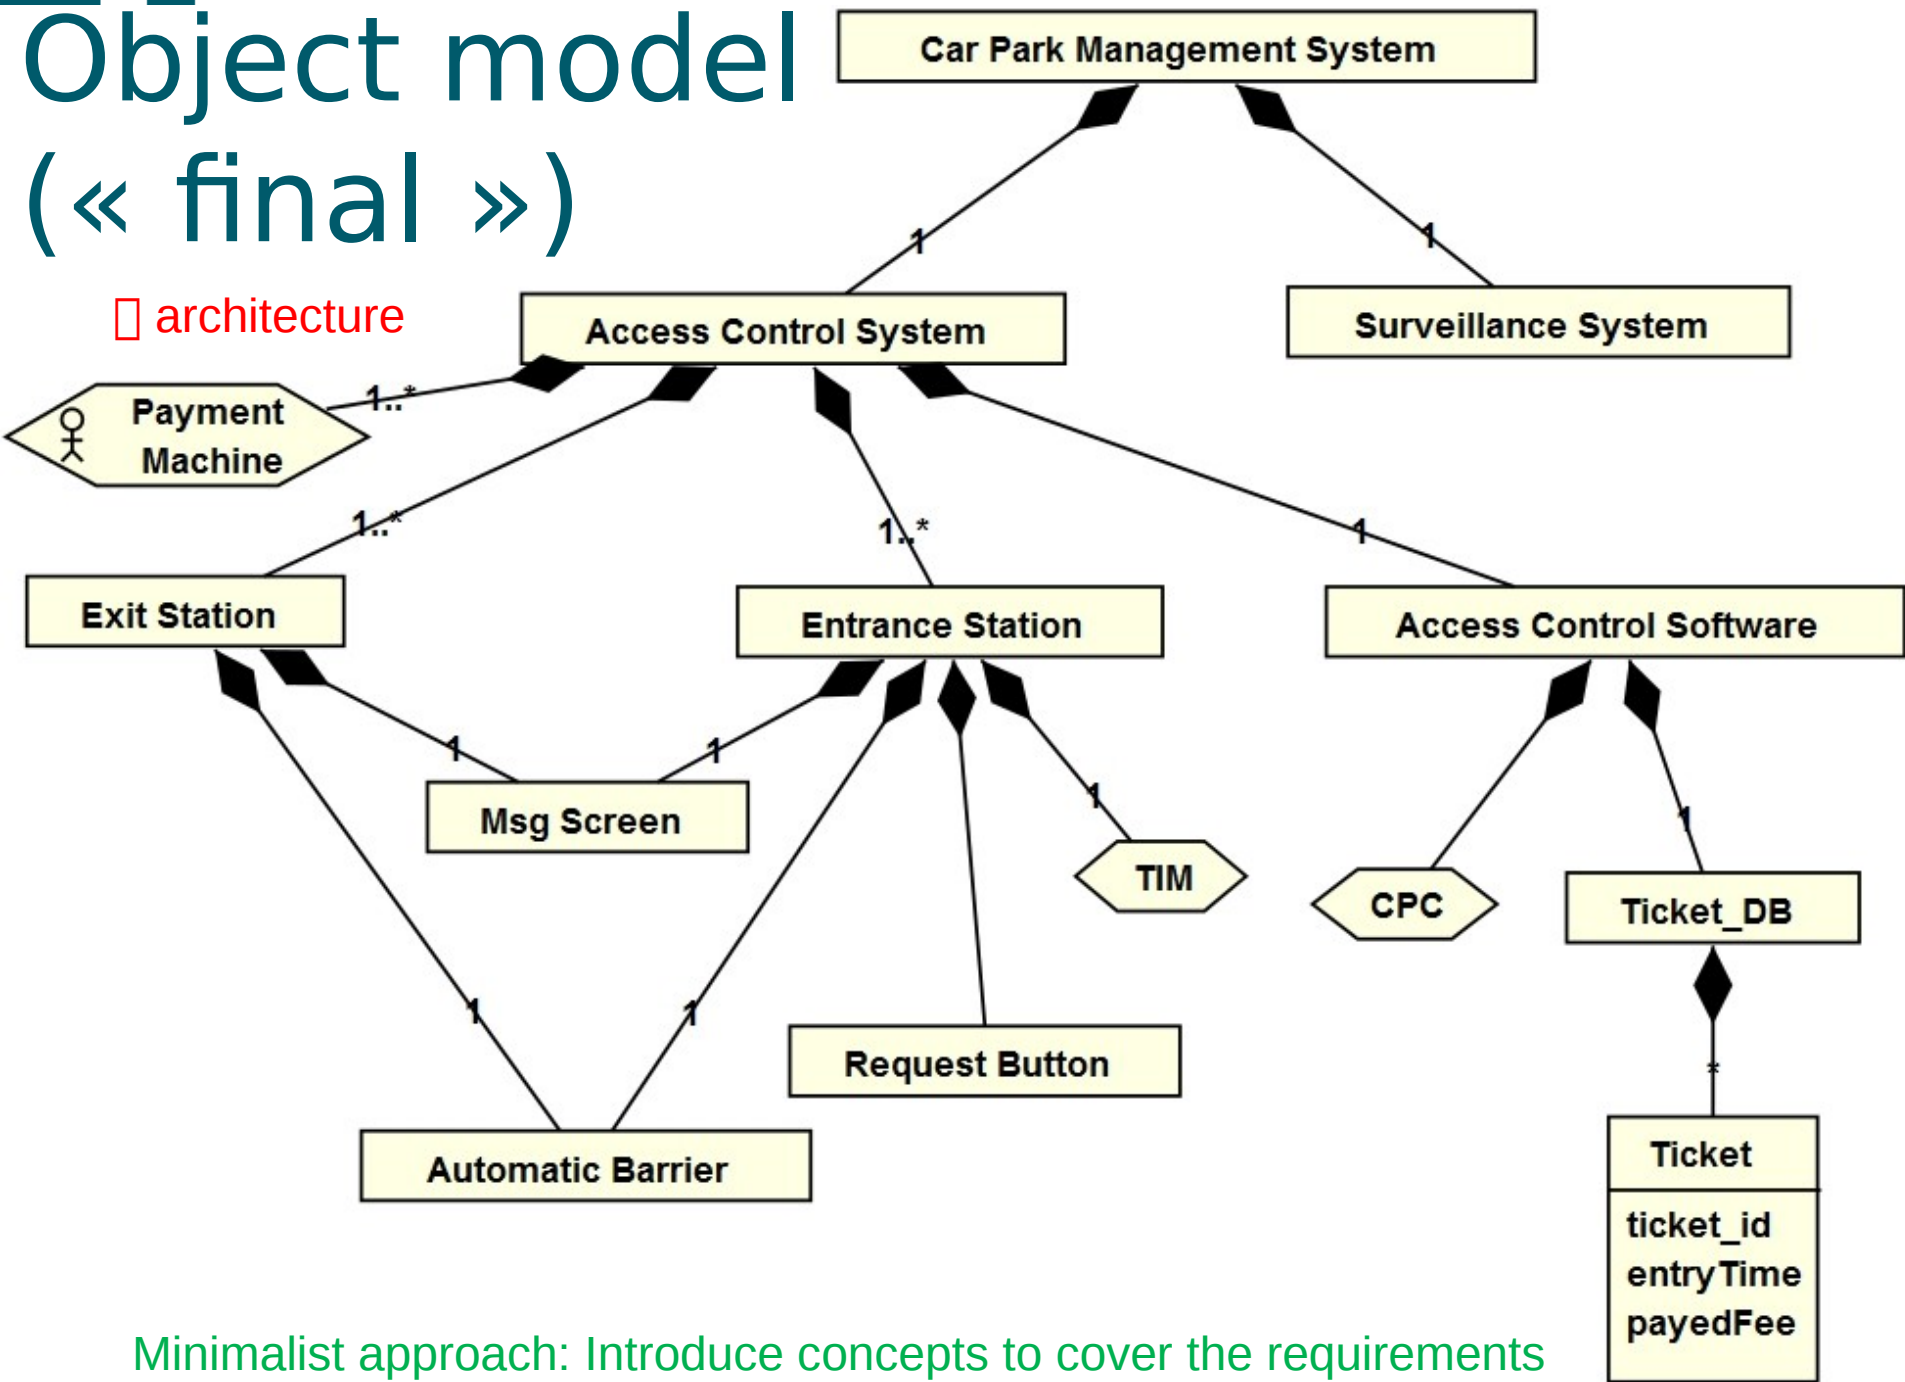 Object model
(« final »)
architecture
Car Park Management System
1
1
Access Control System
Surveillance System
Payment
Machine
1..*
1..*
1..*
1
Exit Station
Entrance Station
Access Control Software
1
1
1
1
Msg Screen
TIM
CPC
Ticket_DB
1
1
*
Request Button
Automatic Barrier
Ticket
ticket_id
entryTime
payedFee
Minimalist approach: Introduce concepts to cover the requirements